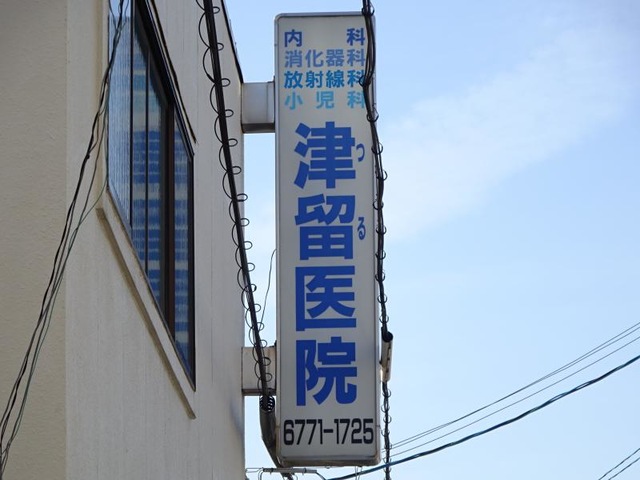 内科
消化器科
放射線科
小児科
津留医院
つる
6771-1725